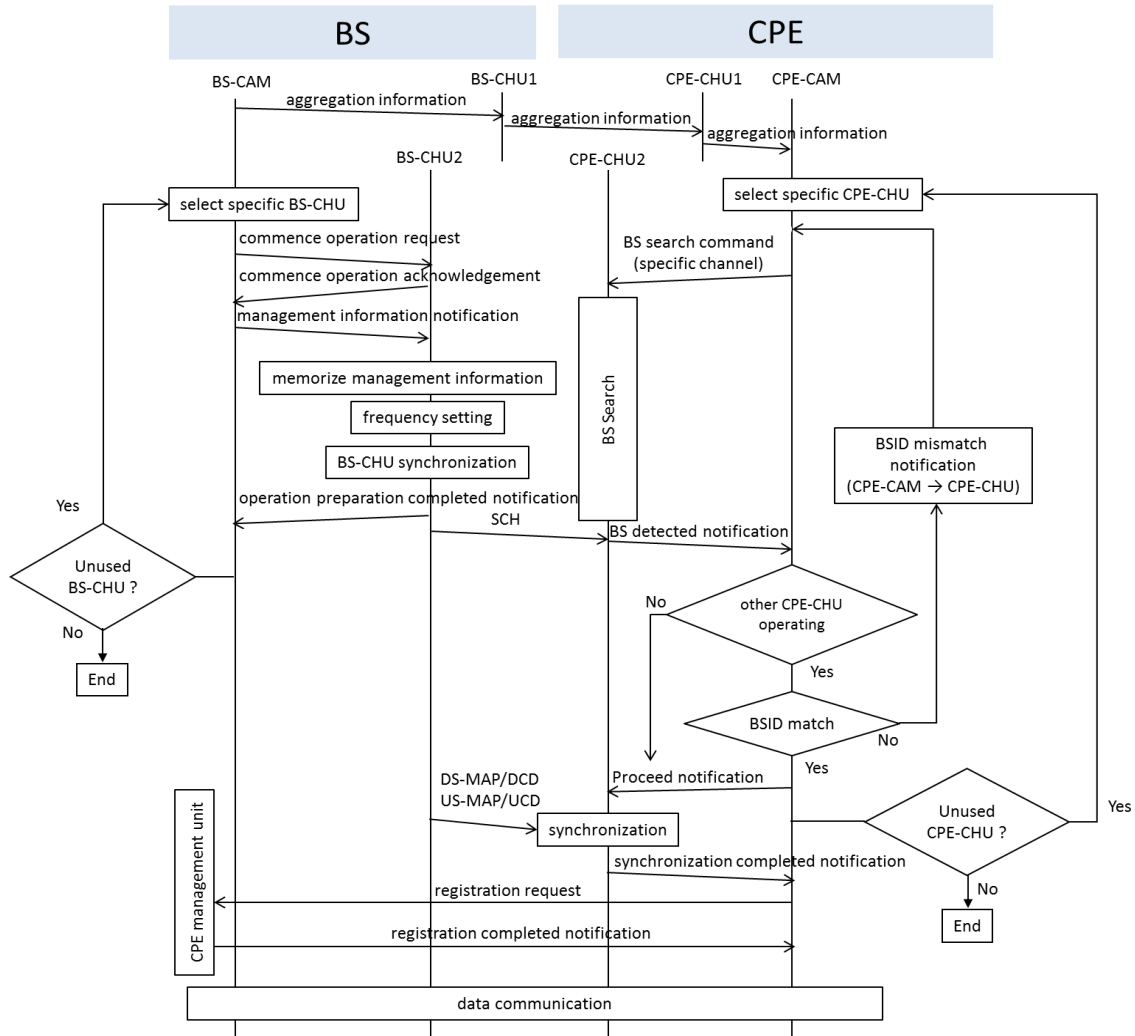 BS
CPE
BS-CAM
BS-CHU1
CPE-CHU1
CPE-CAM
aggregation information
aggregation information
aggregation information
BS-CHU2
CPE-CHU2
select specific BS-CHU
select specific CPE-CHU
commence operation request
BS search command
(specific channel)
commence operation acknowledgement
management information notification
memorize management information
frequency setting
BS Search
BS-CHU synchronization
BSID mismatch
notification
(CPE-CAM → CPE-CHU)
operation preparation completed notification
Yes
SCH
BS detected notification
Unused
BS-CHU ?
No
End
No
other CPE-CHU
operating
Yes
BSID match
No
Yes
DS-MAP/DCD
US-MAP/UCD
Proceed notification
synchronization
Unused
CPE-CHU ?
Yes
synchronization completed notification
CPE management unit
registration request
No
End
registration completed notification
data communication